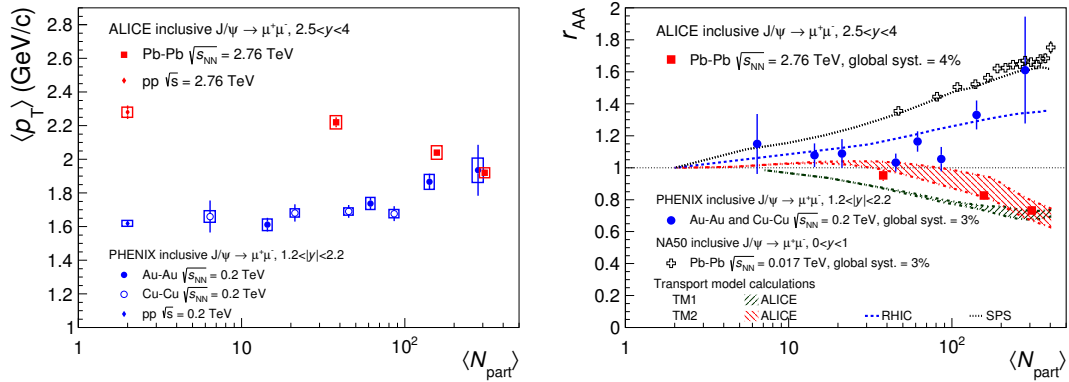 ALICE inclusive J/ψ → μ⁺μ⁻, 2.5<y<4
Pb-Pb √s_NN = 2.76 TeV
pp √s = 2.76 TeV
⟨p_T⟩ (GeV/c)
2.8
2.6
2.4
2.2
2
1.8
1.6
1.4
1.2
1
PHENIX inclusive J/ψ → μ⁺μ⁻, 1.2<|y|<2.2
Au-Au √s_NN = 0.2 TeV
Cu-Cu √s_NN = 0.2 TeV
pp √s = 0.2 TeV
1
10
10²
⟨N_part⟩
r_AA
2
1.8
1.6
1.4
1.2
1
0.8
0.6
0.4
0.2
0
ALICE inclusive J/ψ → μ⁺μ⁻, 2.5<y<4
Pb-Pb √s_NN = 2.76 TeV, global syst. = 4%
PHENIX inclusive J/ψ → μ⁺μ⁻, 1.2<|y|<2.2
Au-Au and Cu-Cu √s_NN = 0.2 TeV, global syst. = 3%
NA50 inclusive J/ψ → μ⁺μ⁻, 0<y<1
Pb-Pb √s_NN = 0.017 TeV, global syst. = 3%
Transport model calculations
TM1 ALICE
TM2 ALICE RHIC SPS
1
10
10²
⟨N_part⟩